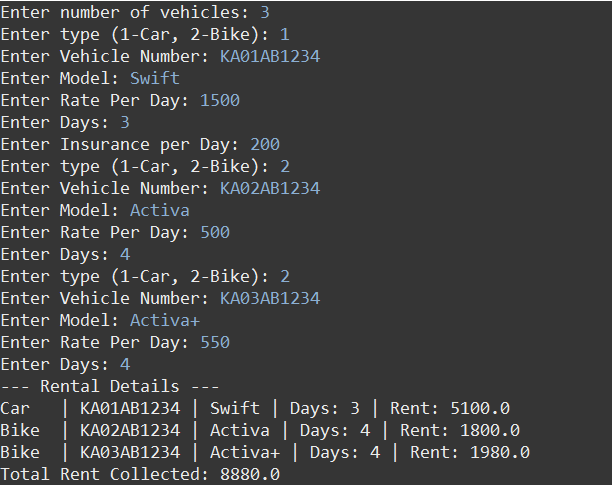 Enter number of vehicles: 3
Enter type (1-Car, 2-Bike): 1
Enter Vehicle Number: KA01AB1234
Enter Model: Swift
Enter Rate Per Day: 1500
Enter Days: 3
Enter Insurance per Day: 200
Enter type (1-Car, 2-Bike): 2
Enter Vehicle Number: KA02AB1234
Enter Model: Activa
Enter Rate Per Day: 500
Enter Days: 4
Enter type (1-Car, 2-Bike): 2
Enter Vehicle Number: KA03AB1234
Enter Model: Activa+
Enter Rate Per Day: 550
Enter Days: 4
--- Rental Details ---
Car   | KA01AB1234 | Swift | Days: 3 | Rent: 5100.0
Bike  | KA02AB1234 | Activa | Days: 4 | Rent: 1800.0
Bike  | KA03AB1234 | Activa+ | Days: 4 | Rent: 1980.0
Total Rent Collected: 8880.0